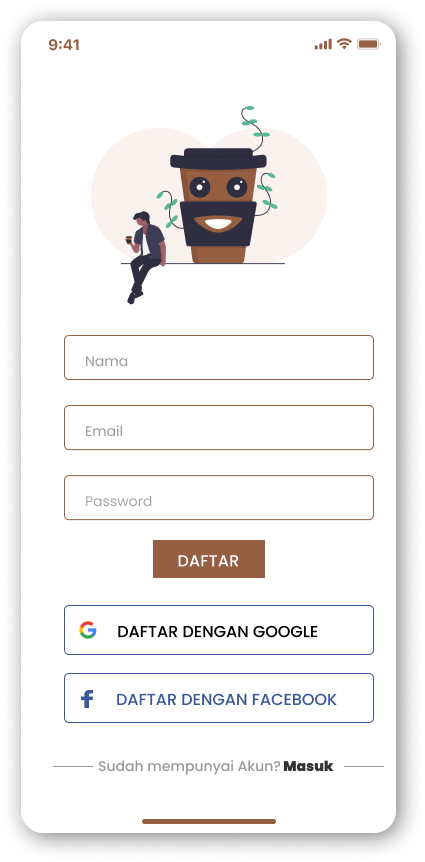 9:41
Nama
Email
Password
DAFTAR
DAFTAR DENGAN GOOGLE
DAFTAR DENGAN FACEBOOK
Sudah mempunyai Akun? Masuk